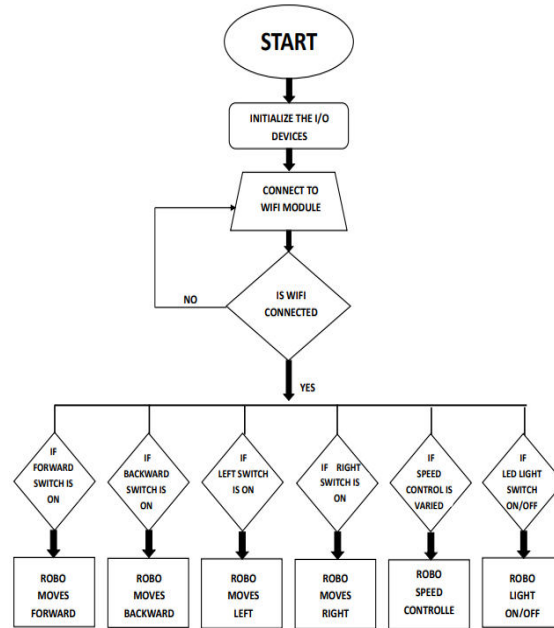 START
INITIALIZE THE I/O
DEVICES
CONNECT TO
WIFI MODULE
IS WIFI
CONNECTED
NO
YES
IF
FORWARD
SWITCH IS
ON
IF
BACKWARD
SWITCH IS
ON
IF
LEFT SWITCH
IS ON
IF RIGHT
SWITCH IS
ON
IF
SPEED
CONTROL IS
VARIED
IF
LED LIGHT
SWITCH
ON/OFF
ROBO
MOVES
FORWARD
ROBO
MOVES
BACKWARD
ROBO
MOVES
LEFT
ROBO
MOVES
RIGHT
ROBO
SPEED
CONTROLLE
ROBO
LIGHT
ON/OFF